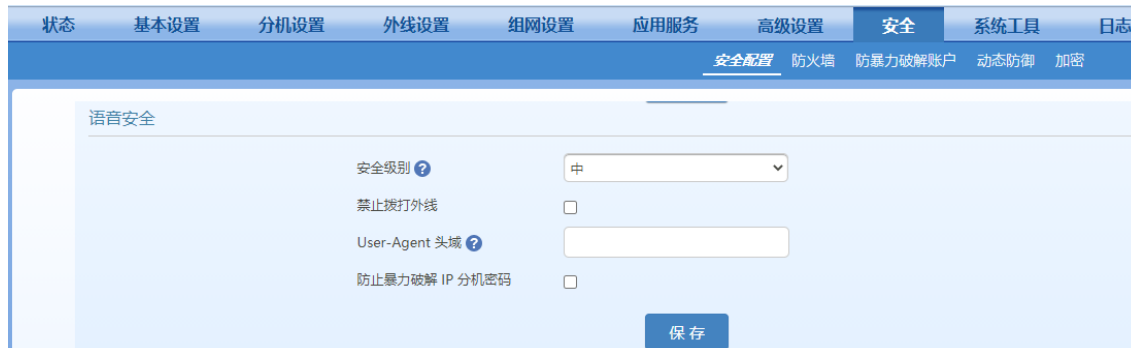 状态 基本设置 分机设置 外线设置 组网设置 应用服务 高级设置 安全 系统工具 日志
安全配置 防火墙 防暴力破解账户 动态防御 加密
语音安全
安全级别 ? 中
禁止拨打外线
User-Agent 头域 ?
防止暴力破解 IP 分机密码
保存